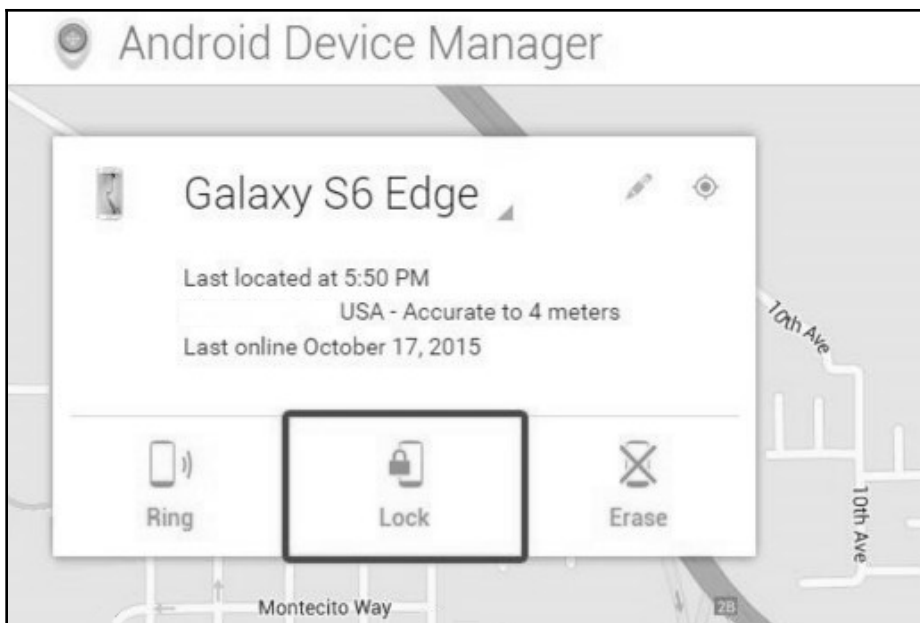 Android Device Manager
Galaxy S6 Edge
Last located at 5:50 PM
USA - Accurate to 4 meters
Last online October 17, 2015
10th Ave
Ring
Lock
Erase
10th Ave
Montecito Way
2B